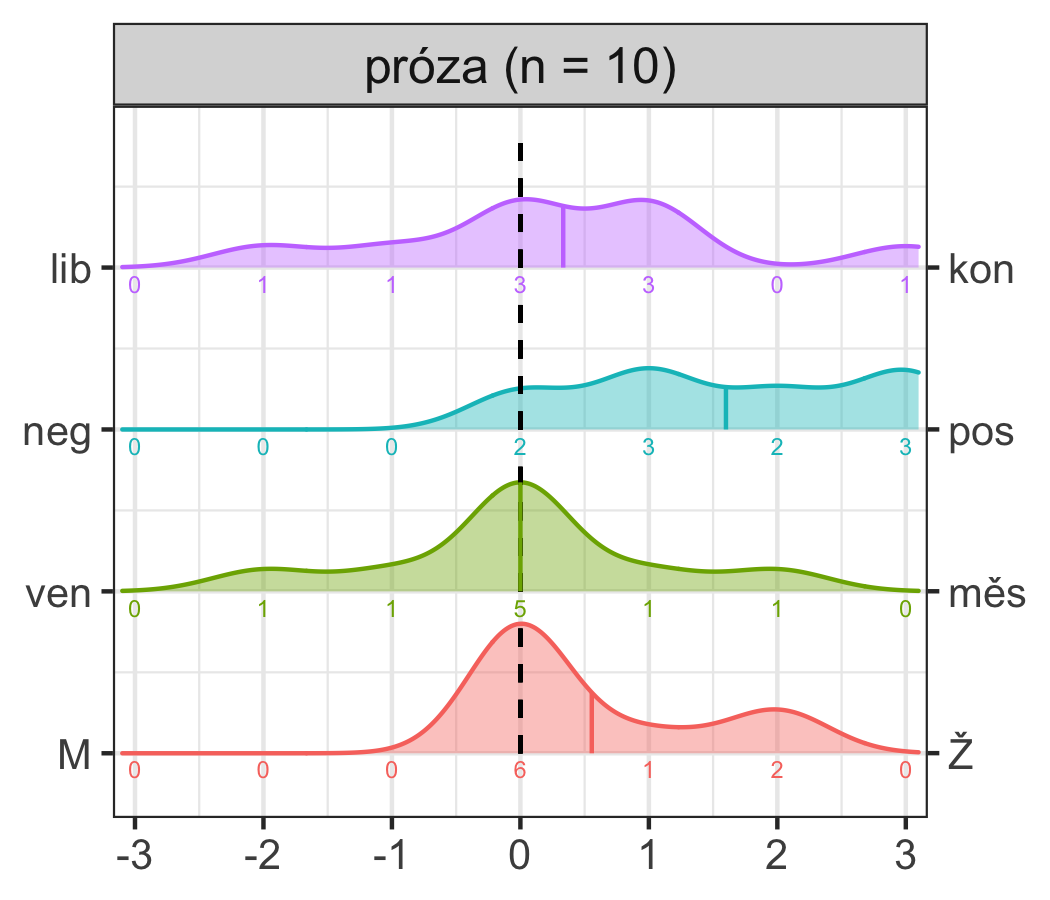 próza (n = 10)
lib kon
0 1 1 3 3 0 1
neg pos
0 0 0 2 3 2 3
ven měs
0 1 1 5 1 1 0
M Ž
0 0 0 6 1 2 0
-3 -2 -1 0 1 2 3